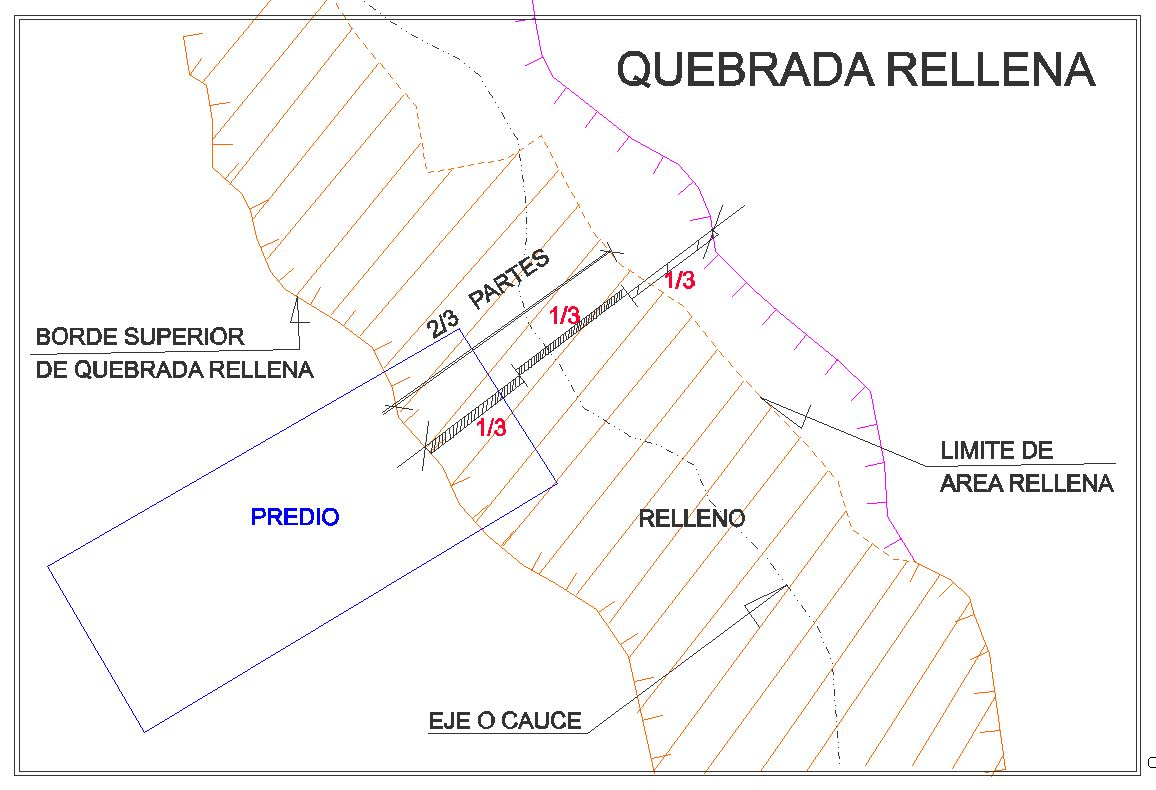 QUEBRADA RELLENA
2/3 PARTES
1/3
1/3
1/3
BORDE SUPERIOR
DE QUEBRADA RELLENA
LIMITE DE
AREA RELLENA
PREDIO
RELLENO
EJE O CAUCE